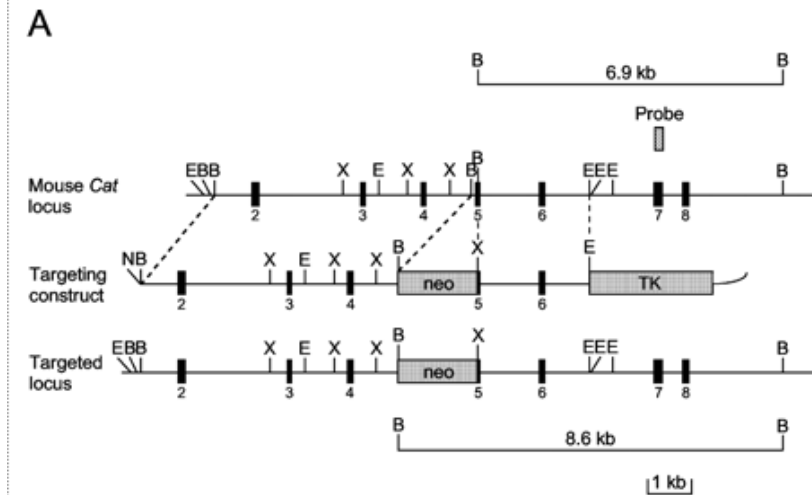 A
B B
6.9 kb
Probe
EBB X E X X B B EEE B
Mouse Cat
locus
2 3 4 5 6 7 8
NB X E X X B X E
Targeting
construct
neo TK
2 3 4 5 6
EBB X E X X B X EEE B
Targeted
locus
neo
2 3 4 5 6 7 8
B B
8.6 kb
1 kb